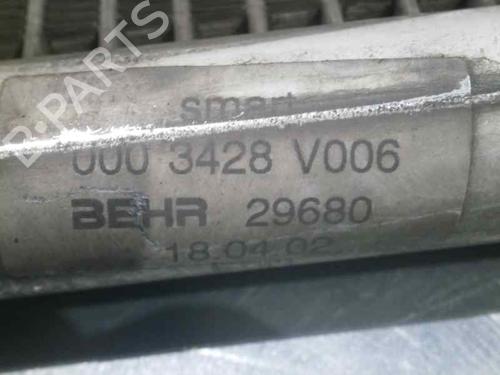 smart
000 3428 V006
BEHR 29680
18.04.02
B-PARTS